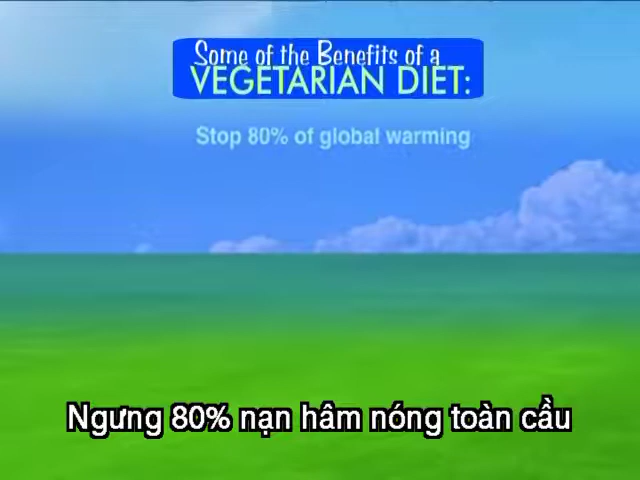 Some of the Benefits of a
VEGETARIAN DIET:
Stop 80% of global warming
Ngưng 80% nạn hâm nóng toàn cầu